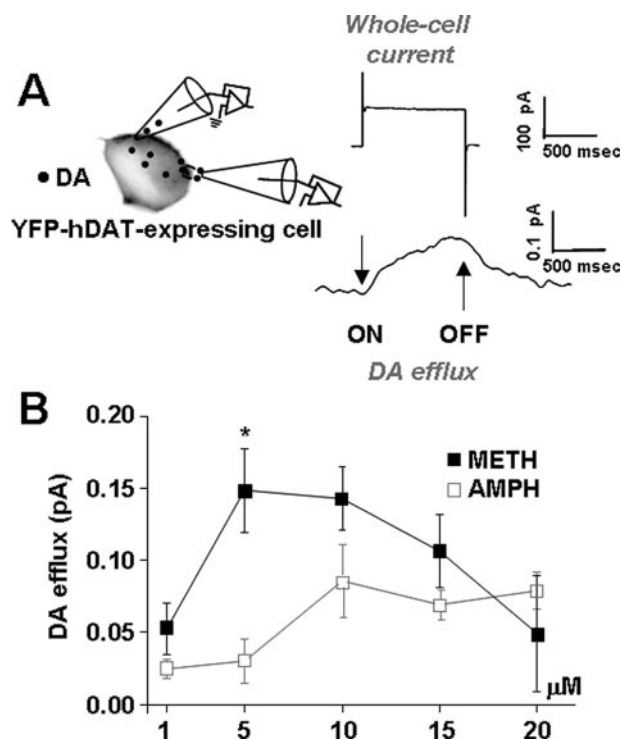 A
Whole-cell
current
100 pA
500 msec
DA
YFP-hDAT-expressing cell
0.1 pA
500 msec
ON
OFF
DA efflux
B
0.20
*
METH
AMPH
0.15
DA efflux (pA)
0.10
0.05
0.00
μM
1 5 10 15 20